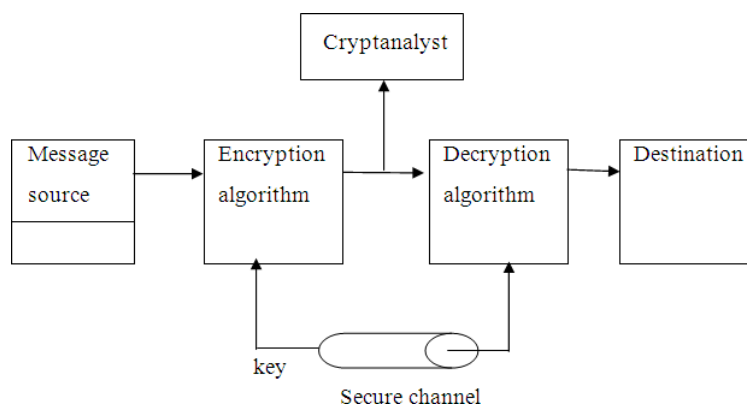 Cryptanalyst
Message
source
Encryption
algorithm
Decryption
algorithm
Destination
key
Secure channel